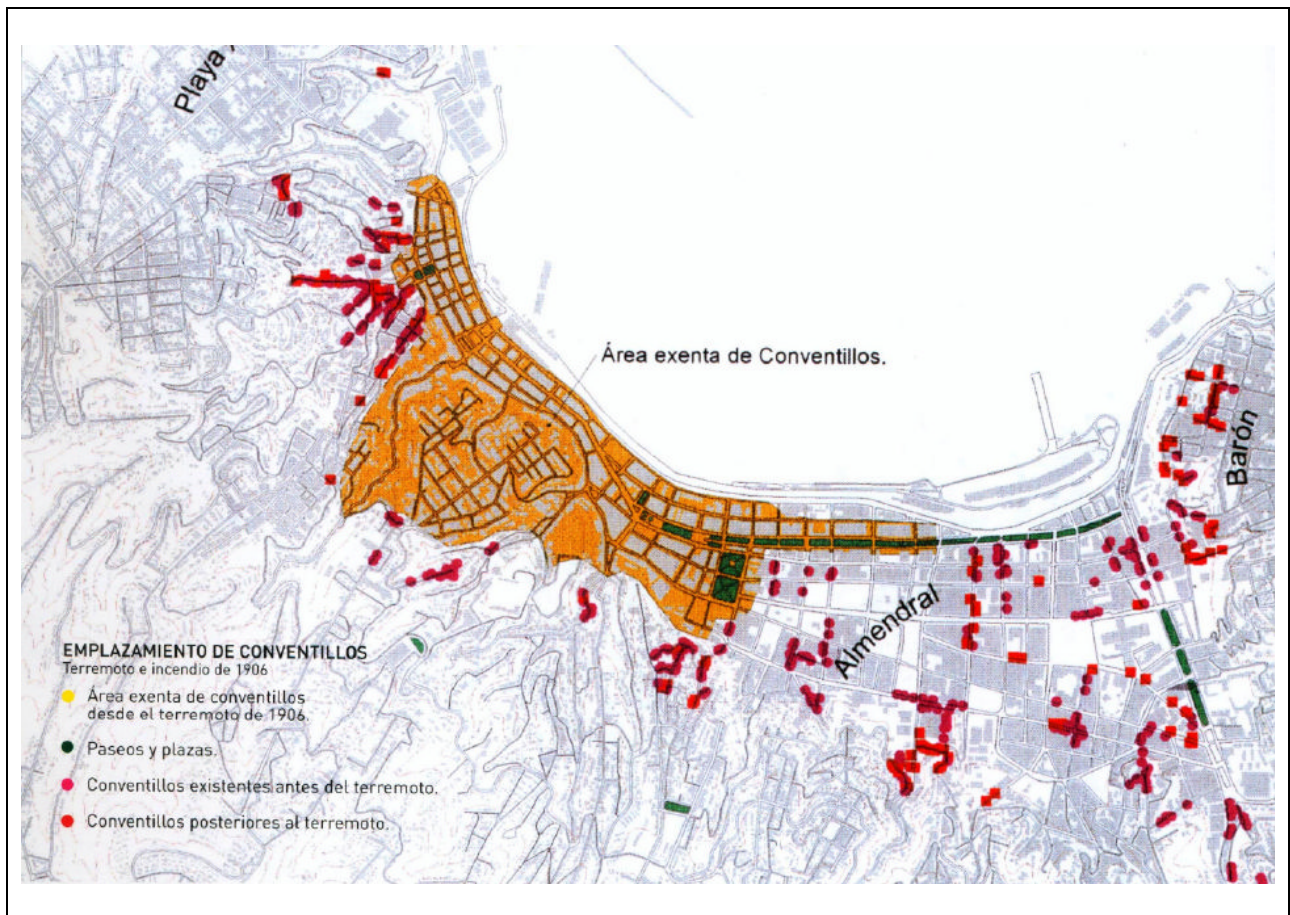 Playa
Área exenta de Conventillos.
Barón
Almendral
EMPLAZAMIENTO DE CONVENTILLOS
Terremoto e incendio de 1906
Área exenta de conventillos
desde el terremoto de 1906.
Paseos y plazas.
Conventillos existentes antes del terremoto.
Conventillos posteriores al terremoto.